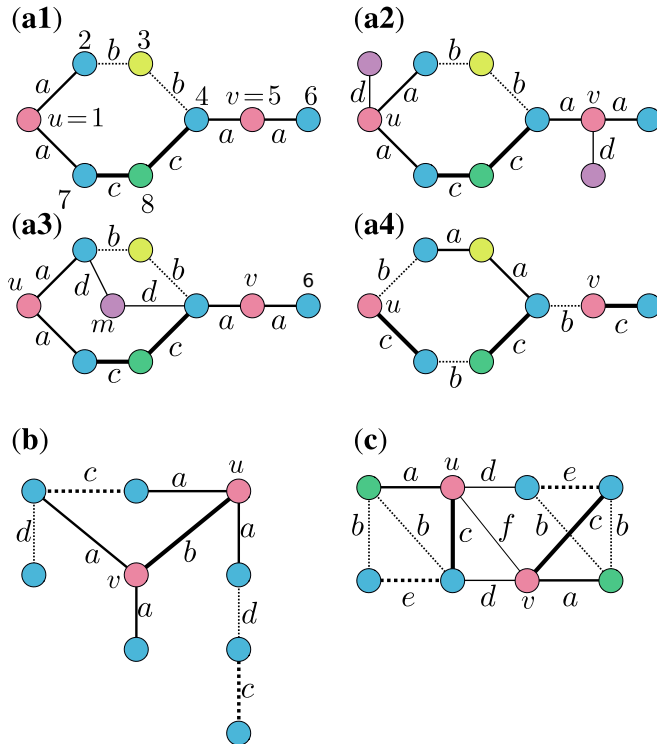 (a1) (a2)
2 b 3 b
a b 4 v=5 6 d a b a v a
u=1 a a u d
a c a c
7 c 8 c
(a3) (a4)
b a
u a d d b v 6 b a v
m a a u b c
a c c c
c b
(b) (c)
c a u a u d e
d a b a b b c f b c b
v
a d e d v a
c